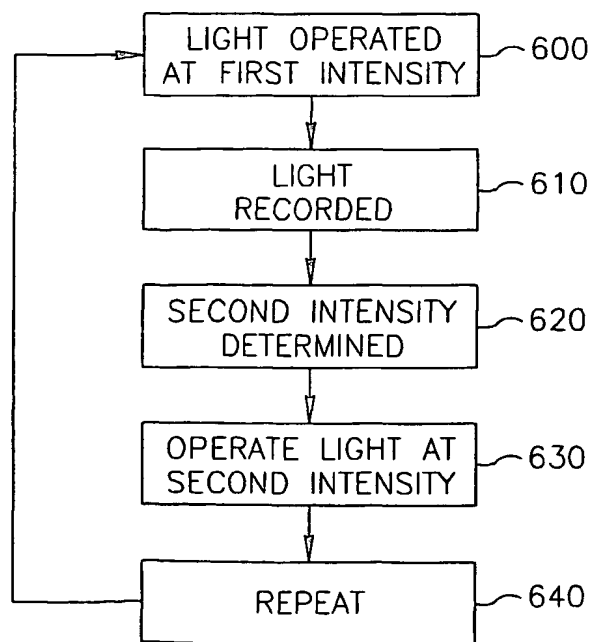 LIGHT OPERATED
AT FIRST INTENSITY
600
LIGHT
RECORDED
610
SECOND INTENSITY
DETERMINED
620
OPERATE LIGHT AT
SECOND INTENSITY
630
REPEAT
640